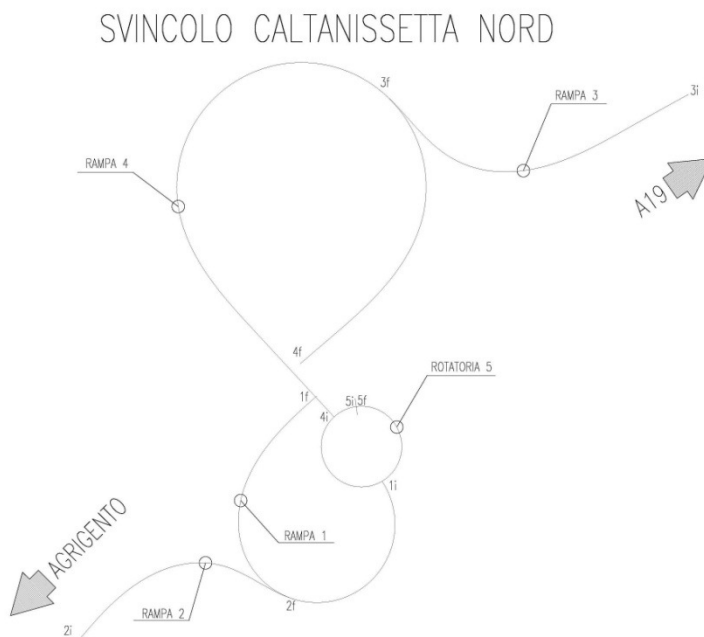 SVINCOLO CALTANISSETTA NORD
3f
RAMPA 3
3i
RAMPA 4
A19
4f
1f
5i
5f
ROTATORIA 5
4i
1i
AGRIGENTO
RAMPA 1
RAMPA 2
2f
2i